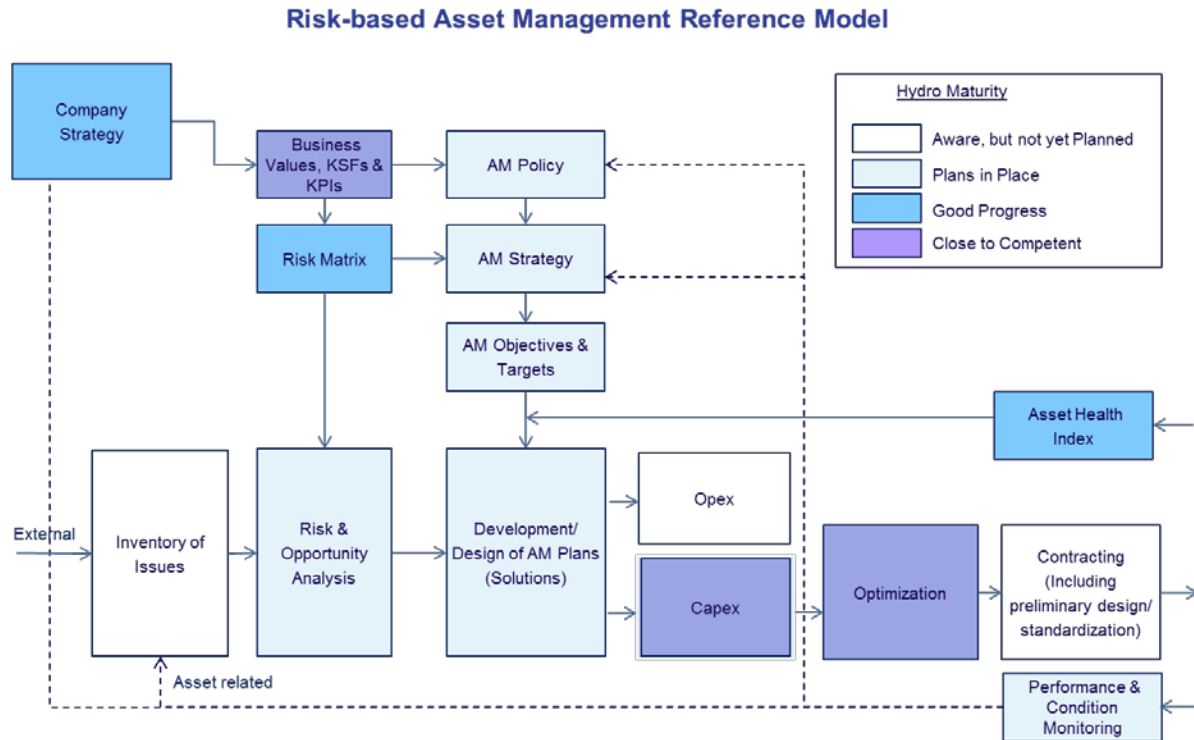 Risk-based Asset Management Reference Model
Company
Strategy
Business
Values, KSFs &
KPIs
AM Policy
Hydro Maturity
Aware, but not yet Planned
Plans in Place
Good Progress
Close to Competent
Risk Matrix
AM Strategy
AM Objectives &
Targets
Asset Health
Index
External
Inventory of
Issues
Risk &
Opportunity
Analysis
Development/
Design of AM Plans
(Solutions)
Opex
Capex
Optimization
Contracting
(Including
preliminary design/
standardization)
Asset related
Performance &
Condition
Monitoring